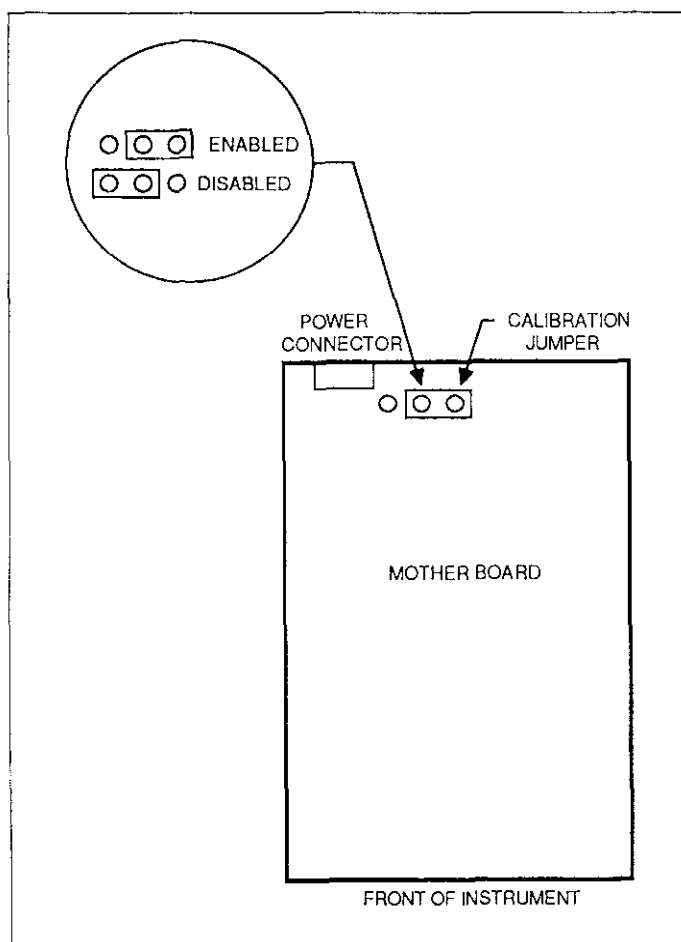 ENABLED
DISABLED
POWER
CONNECTOR
CALIBRATION
JUMPER
MOTHER BOARD
FRONT OF INSTRUMENT